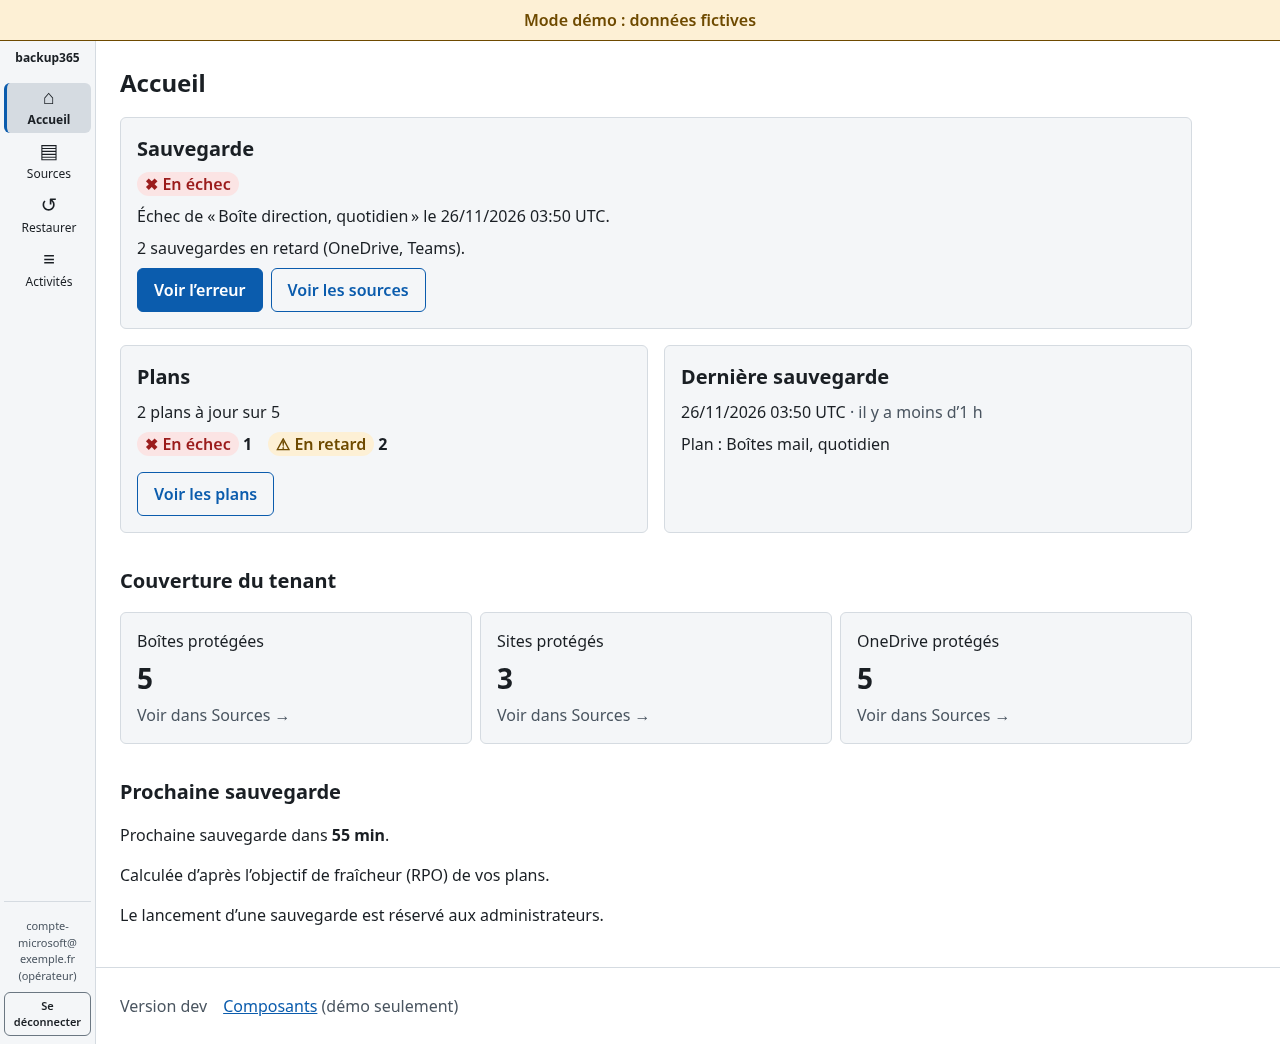 Mode démo : données fictives
backup365
Accueil
Sources
Restaurer
Activités
compte-
microsoft@
exemple.fr
(opérateur)
Se
déconnecter
Accueil
Sauvegarde
✖ En échec
Échec de « Boîte direction, quotidien » le 26/11/2026 03:50 UTC.
2 sauvegardes en retard (OneDrive, Teams).
Voir l’erreur Voir les sources
Plans
2 plans à jour sur 5
✖ En échec 1 ⚠ En retard 2
Voir les plans
Dernière sauvegarde
26/11/2026 03:50 UTC · il y a moins d’1 h
Plan : Boîtes mail, quotidien
Couverture du tenant
Boîtes protégées
5
Voir dans Sources →
Sites protégés
3
Voir dans Sources →
OneDrive protégés
5
Voir dans Sources →
Prochaine sauvegarde
Prochaine sauvegarde dans 55 min.
Calculée d’après l’objectif de fraîcheur (RPO) de vos plans.
Le lancement d’une sauvegarde est réservé aux administrateurs.
Version dev Composants (démo seulement)